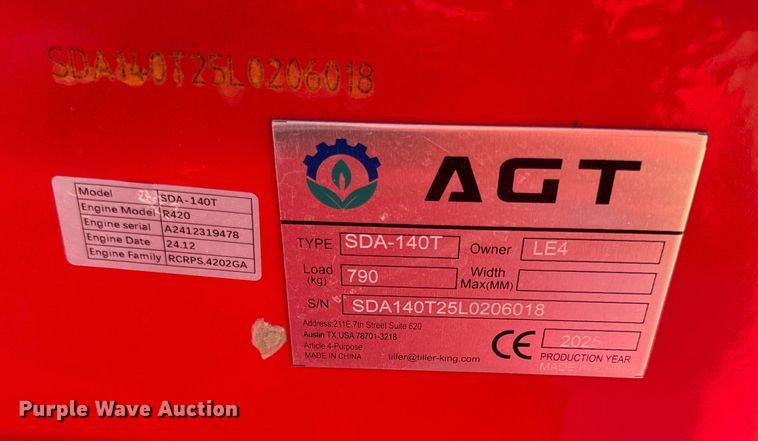 SDA140T25L0206018
Model SDA-140T
Engine Model R420
Engine serial A2412319478
Engine Date 24.12
Engine Family RCRPS.4202GA
AGT
TYPE SDA-140T Owner LE4
Load (kg) 790 Width Max(MM)
S/N SDA140T25L0206018
Address:211E,7th Street Suite 620
Austin TX,USA 78701-3218
Article 4-Purpose
MADE IN CHINA tiller@tiller-king.com
CE 2025
PRODUCTION YEAR
MADE IN
Purple Wave Auction